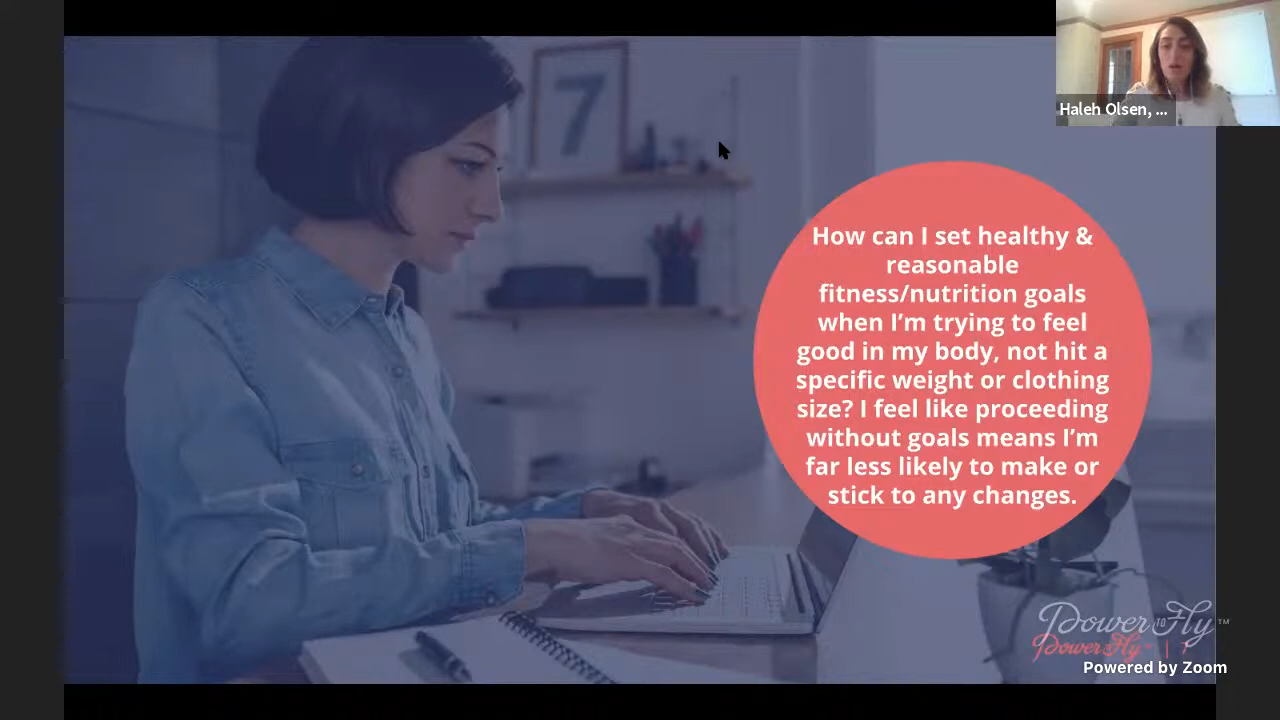 7
Haleh Olsen, ...
How can I set healthy &
reasonable
fitness/nutrition goals
when I’m trying to feel
good in my body, not hit a
specific weight or clothing
size? I feel like proceeding
without goals means I’m
far less likely to make or
stick to any changes.
PowertoFly™
PowertoFly | 7
Powered by Zoom